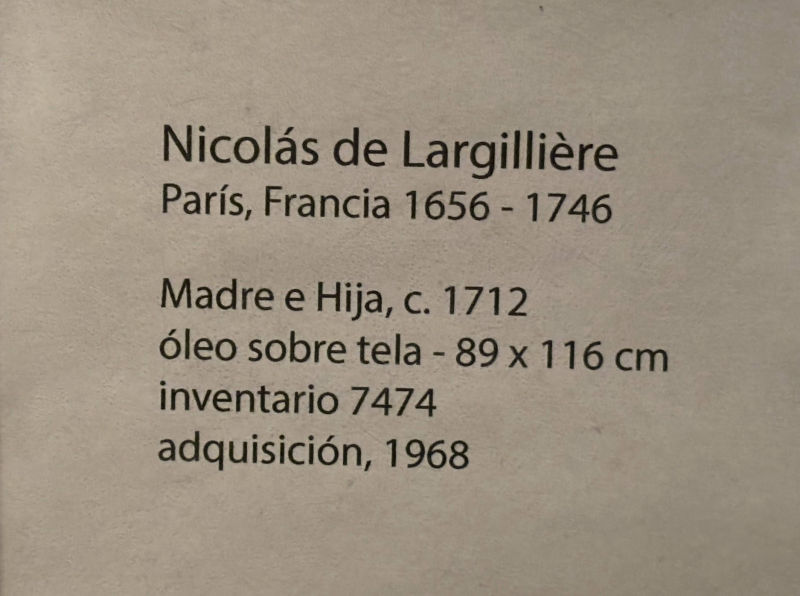 Nicolás de Largillière
París, Francia 1656 - 1746
Madre e Hija, c. 1712
óleo sobre tela - 89 x 116 cm
inventario 7474
adquisición, 1968